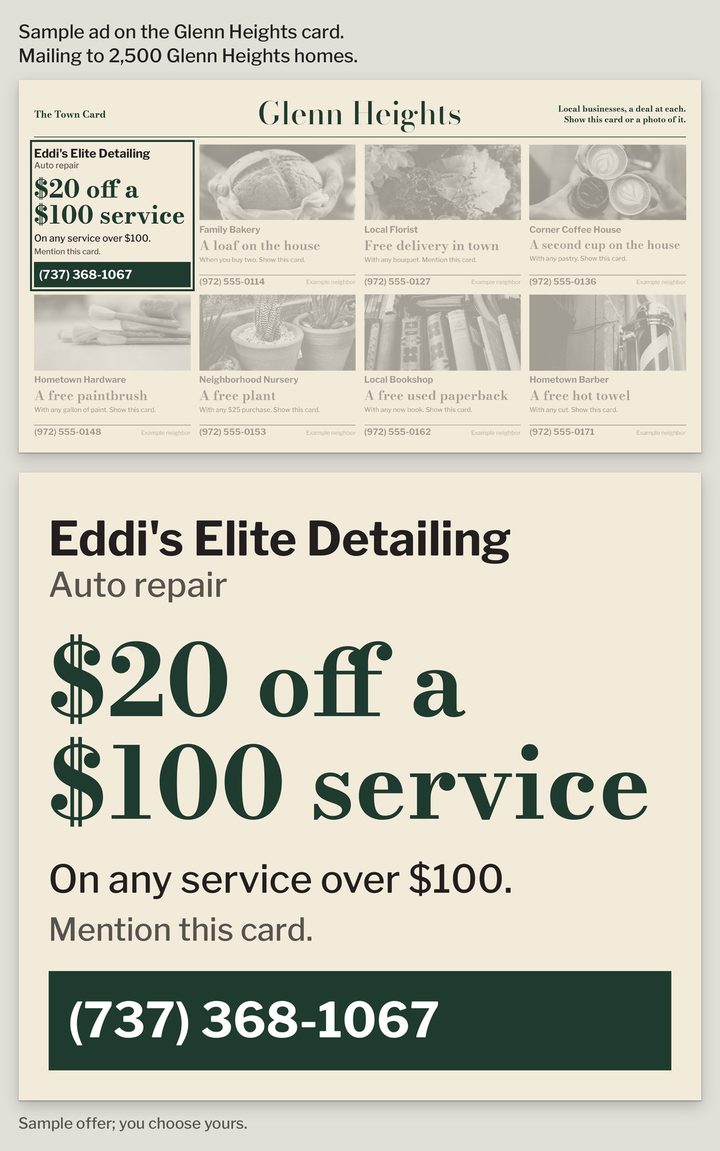 Sample ad on the Glenn Heights card.
Mailing to 2,500 Glenn Heights homes.
The Town Card
Glenn Heights
Local businesses, a deal at each.
Show this card or a photo of it.
Eddi's Elite Detailing
Auto repair
$20 off a
$100 service
On any service over $100.
Mention this card.
(737) 368-1067
Family Bakery
A loaf on the house
When you buy two. Show this card.
(972) 555-0114
Example neighbor
Local Florist
Free delivery in town
With any bouquet. Mention this card.
(972) 555-0127
Example neighbor
Corner Coffee House
A second cup on the house
With any pastry. Show this card.
(972) 555-0136
Example neighbor
Hometown Hardware
A free paintbrush
With any gallon of paint. Show this card.
(972) 555-0148
Example neighbor
Neighborhood Nursery
A free plant
With any $25 purchase. Show this card.
(972) 555-0153
Example neighbor
Local Bookshop
A free used paperback
With any new book. Show this card.
(972) 555-0162
Example neighbor
Hometown Barber
A free hot towel
With any cut. Show this card.
(972) 555-0171
Example neighbor
Eddi's Elite Detailing
Auto repair
$20 off a
$100 service
On any service over $100.
Mention this card.
(737) 368-1067
Sample offer; you choose yours.